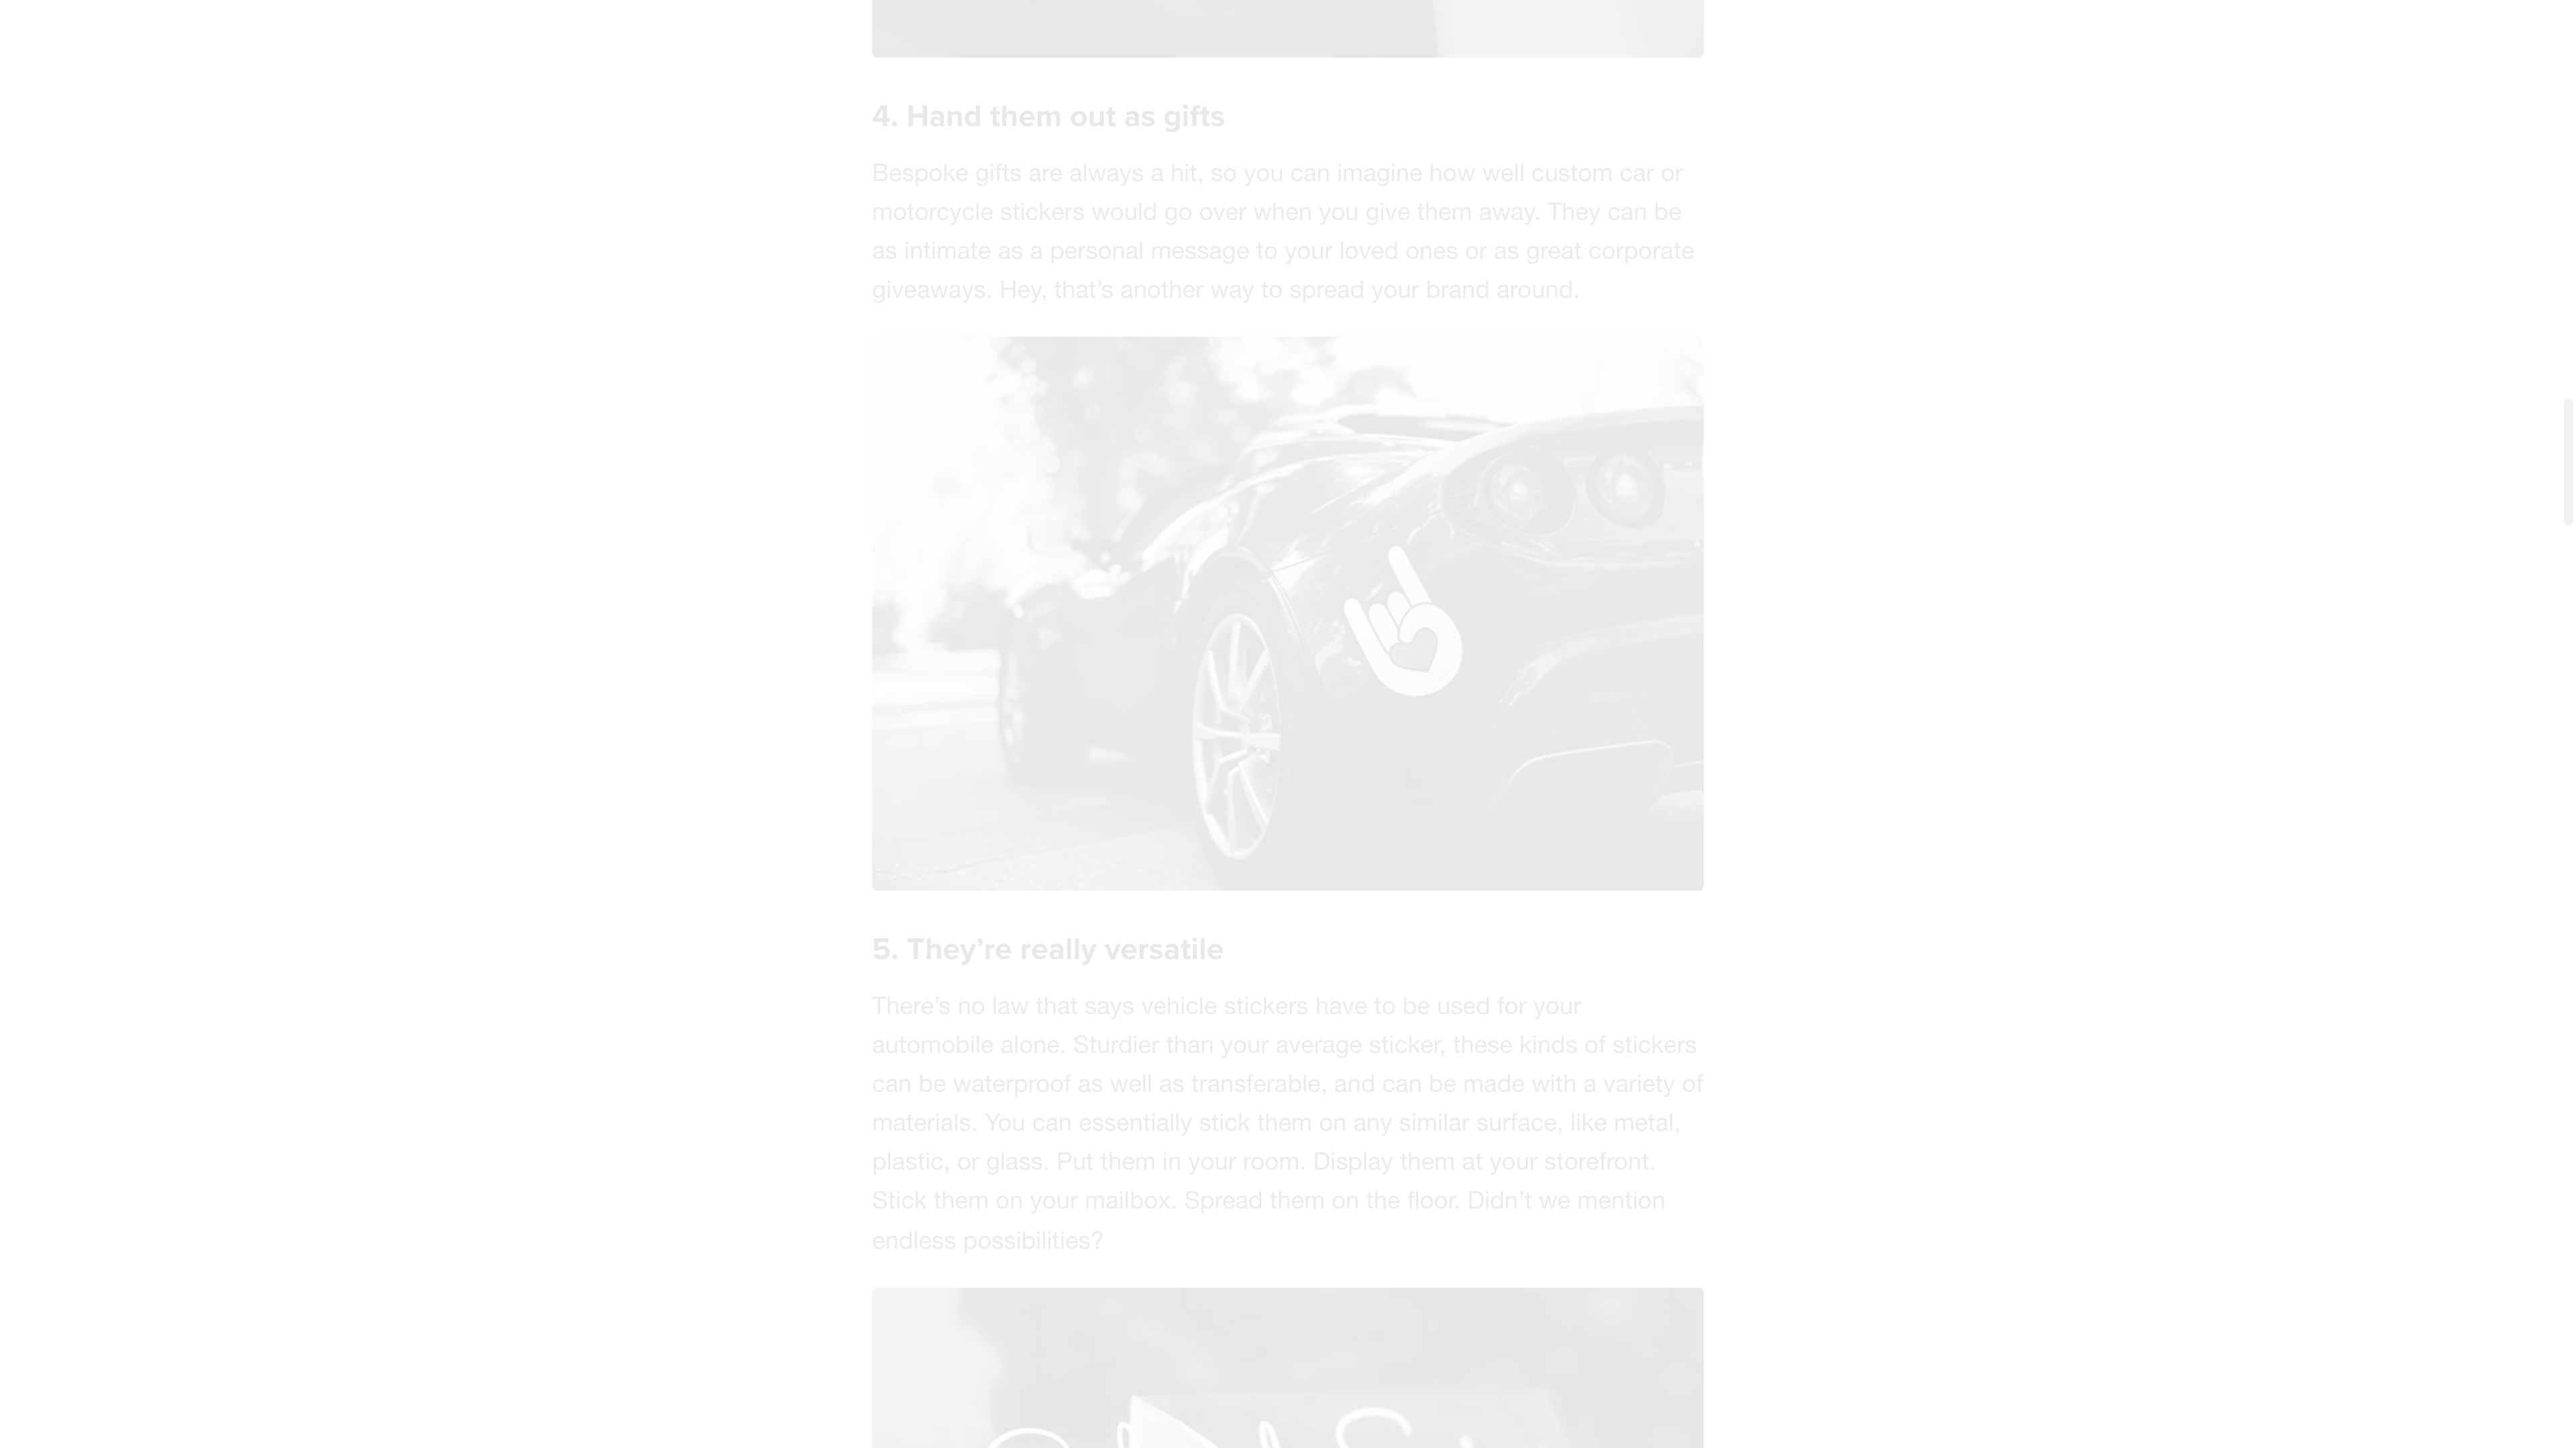 4. Hand them out as gifts
Bespoke gifts are always a hit, so you can imagine how well custom car or
motorcycle stickers would go over when you give them away. They can be
as intimate as a personal message to your loved ones or as great corporate
giveaways. Hey, that’s another way to spread your brand around.
5. They’re really versatile
There’s no law that says vehicle stickers have to be used for your
automobile alone. Sturdier than your average sticker, these kinds of stickers
can be waterproof as well as transferable, and can be made with a variety of
materials. You can essentially stick them on any similar surface, like metal,
plastic, or glass. Put them in your room. Display them at your storefront.
Stick them on your mailbox. Spread them on the floor. Didn’t we mention
endless possibilities?